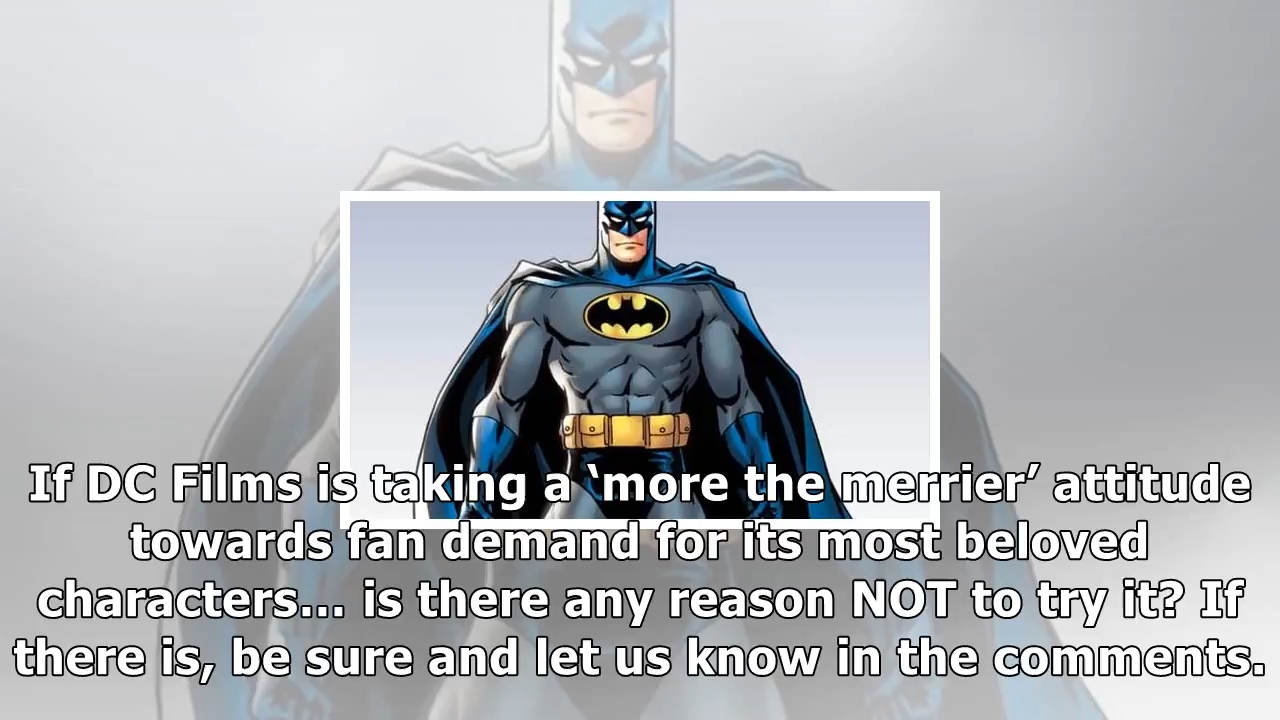 If DC Films is taking a ‘more the merrier’ attitude
towards fan demand for its most beloved
characters... is there any reason NOT to try it? If
there is, be sure and let us know in the comments.